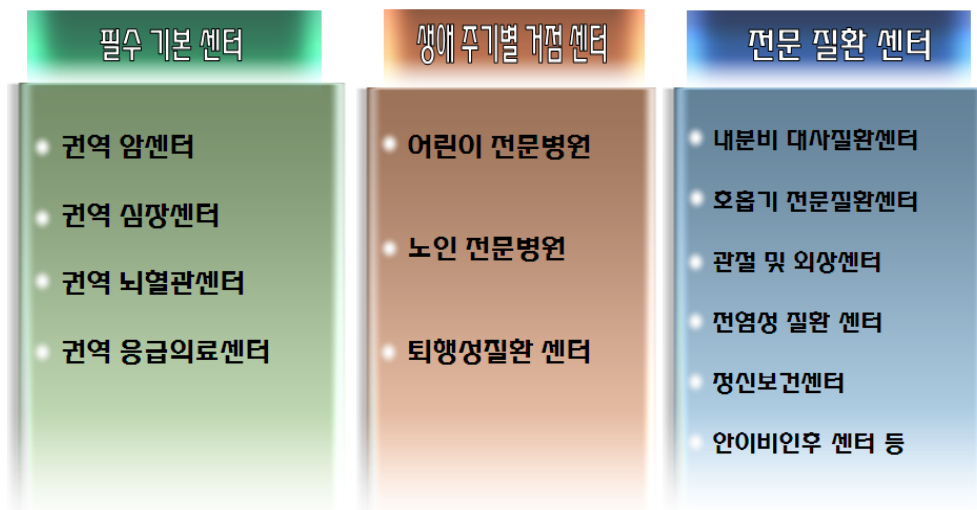 필수 기본 센터
권역 암센터
권역 심장센터
권역 뇌혈관센터
권역 응급의료센터
생애 주기별 거점 센터
어린이 전문병원
노인 전문병원
퇴행성질환 센터
전문 질환 센터
내분비 대사질환센터
호흡기 전문질환센터
관절 및 외상센터
전염성 질환 센터
정신보건센터
안이비인후 센터 등